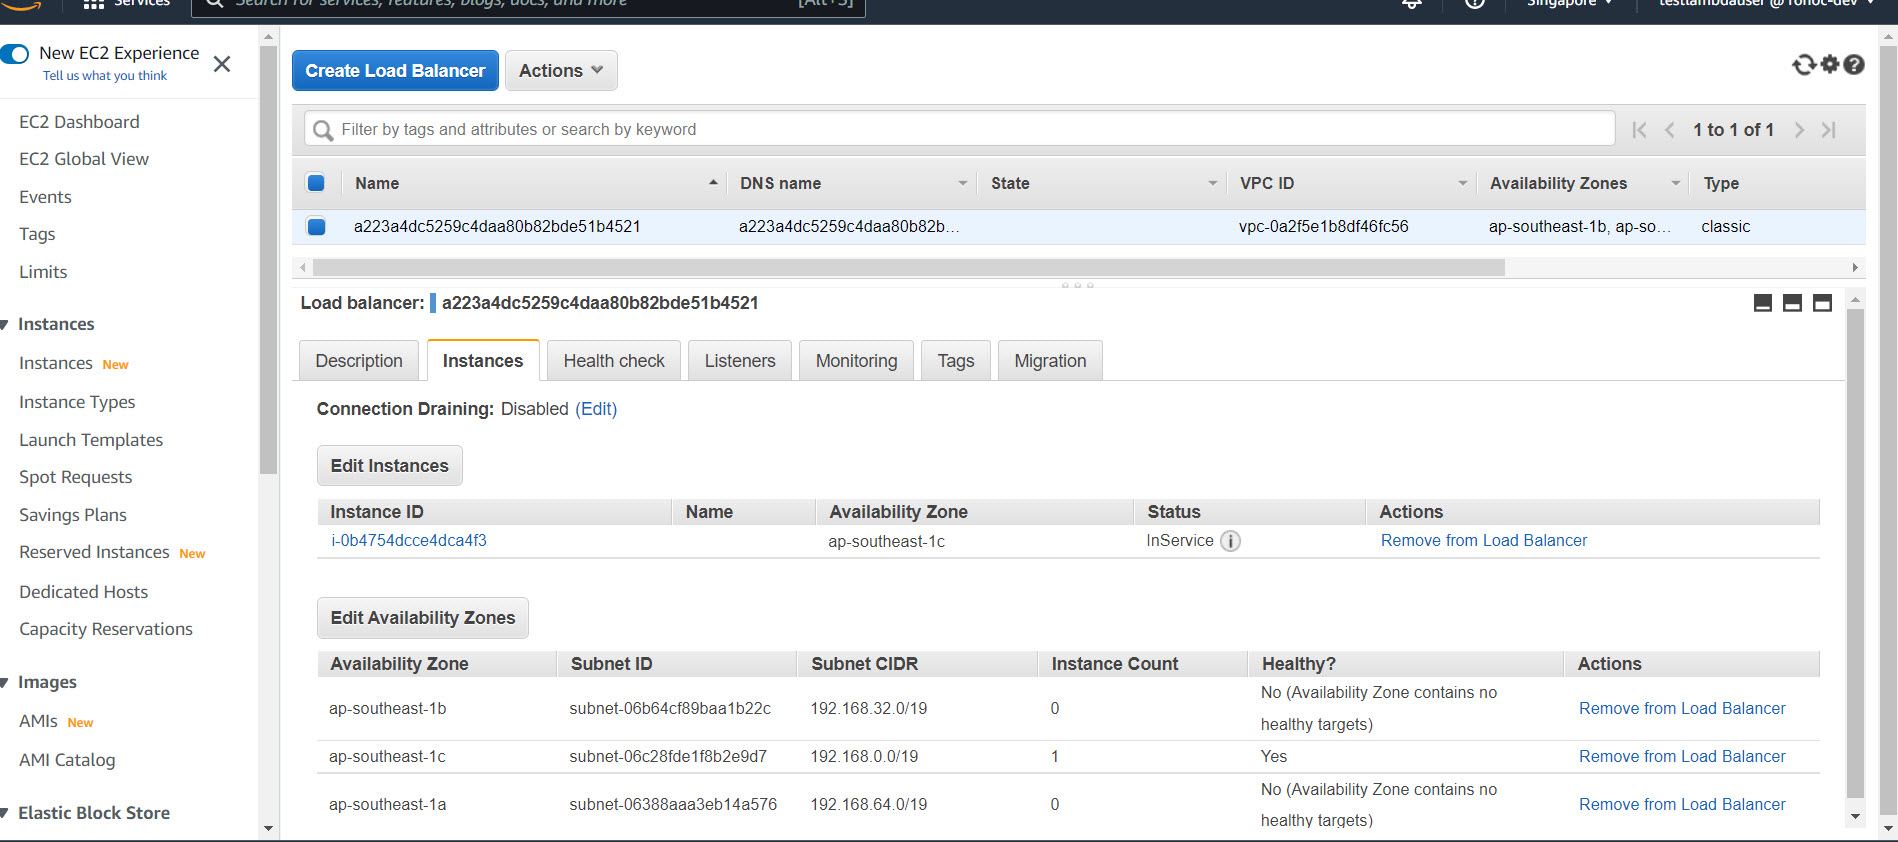 Services
Search for services, features, blogs, docs, and more
[Alt+S]
Singapore
testlambdauser @
New EC2 Experience
Tell us what you think
EC2 Dashboard
EC2 Global View
Events
Tags
Limits
Instances
Instances New
Instance Types
Launch Templates
Spot Requests
Savings Plans
Reserved Instances New
Dedicated Hosts
Capacity Reservations
Images
AMIs New
AMI Catalog
Elastic Block Store
Create Load Balancer
Actions
Filter by tags and attributes or search by keyword
1 to 1 of 1
Name DNS name State VPC ID Availability Zones Type
a223a4dc5259c4daa80b82bde51b4521 a223a4dc5259c4daa80b82b... vpc-0a2f5e1b8df46fc56 ap-southeast-1b, ap-so... classic
Load balancer: a223a4dc5259c4daa80b82bde51b4521
Description Instances Health check Listeners Monitoring Tags Migration
Connection Draining: Disabled (Edit)
Edit Instances
Instance ID Name Availability Zone Status Actions
i-0b4754dcce4dca4f3 ap-southeast-1c InService Remove from Load Balancer
Edit Availability Zones
Availability Zone Subnet ID Subnet CIDR Instance Count Healthy? Actions
ap-southeast-1b subnet-06b64cf89baa1b22c 192.168.32.0/19 0 No (Availability Zone contains no Remove from Load Balancer
healthy targets)
ap-southeast-1c subnet-06c28fde1f8b2e9d7 192.168.0.0/19 1 Yes Remove from Load Balancer
ap-southeast-1a subnet-06388aaa3eb14a576 192.168.64.0/19 0 No (Availability Zone contains no Remove from Load Balancer
healthy targets)